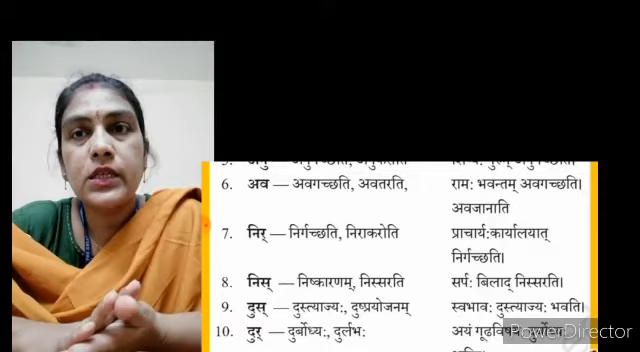 6. अव — अवगच्छति, अवतरति, रामः भवन्तम् अवगच्छति।
अवजानाति
7. निर् — निर्गच्छति, निराकरोति प्राचार्यःकार्यालयात्
निर्गच्छति।
8. निस् — निष्कारणम्, निस्सरति सर्पः बिलाद् निस्सरति।
9. दुस् — दुस्त्याज्यः, दुष्प्रयोजनम् स्वभावः दुस्त्याज्यः भवति।
10. दुर् — दुर्बोध्यः, दुर्लभः अयं
PowerDirector